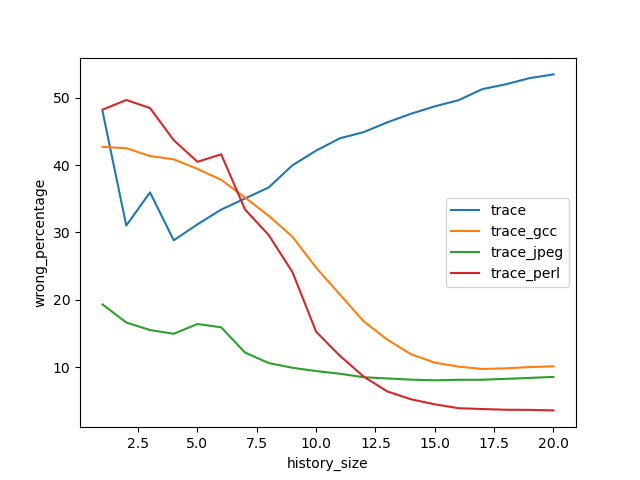 50
40
30
20
10
wrong_percentage
trace
trace_gcc
trace_jpeg
trace_perl
2.5 5.0 7.5 10.0 12.5 15.0 17.5 20.0
history_size